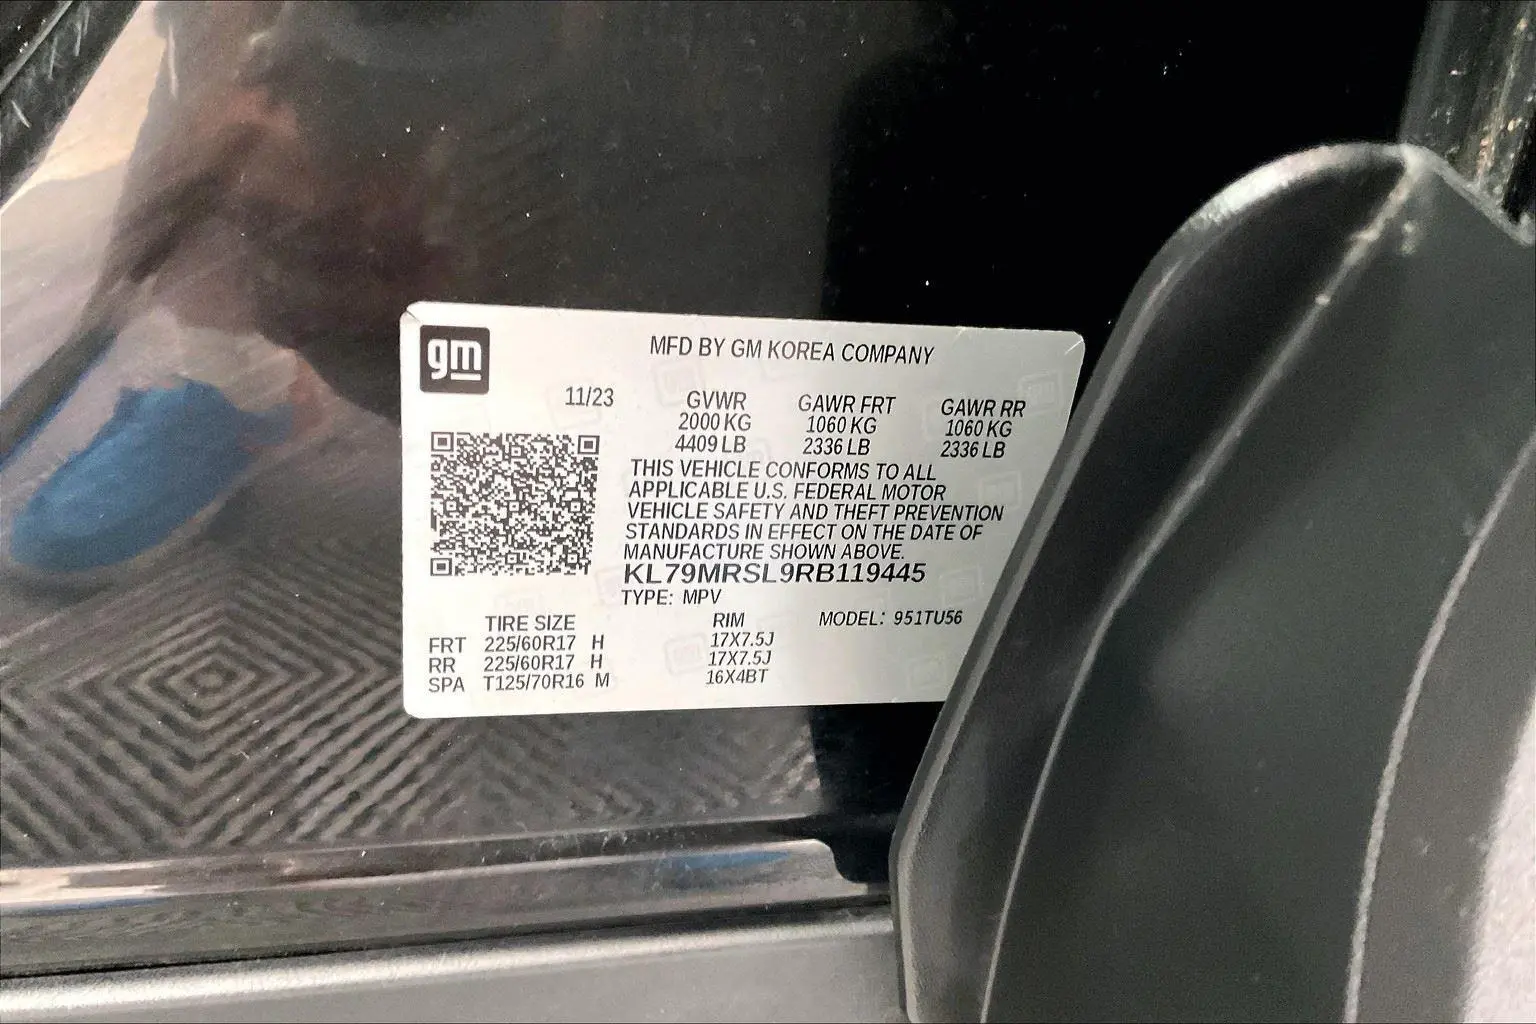 gm
MFD BY GM KOREA COMPANY
11/23 GVWR GAWR FRT GAWR RR
2000 KG 1060 KG 1060 KG
4409 LB 2336 LB 2336 LB
THIS VEHICLE CONFORMS TO ALL
APPLICABLE U.S. FEDERAL MOTOR
VEHICLE SAFETY AND THEFT PREVENTION
STANDARDS IN EFFECT ON THE DATE OF
MANUFACTURE SHOWN ABOVE.
KL79MRSL9RB119445
TYPE: MPV
TIRE SIZE RIM MODEL: 951TU56
FRT 225/60R17 H 17X7.5J
RR 225/60R17 H 17X7.5J
SPA T125/70R16 M 16X4BT